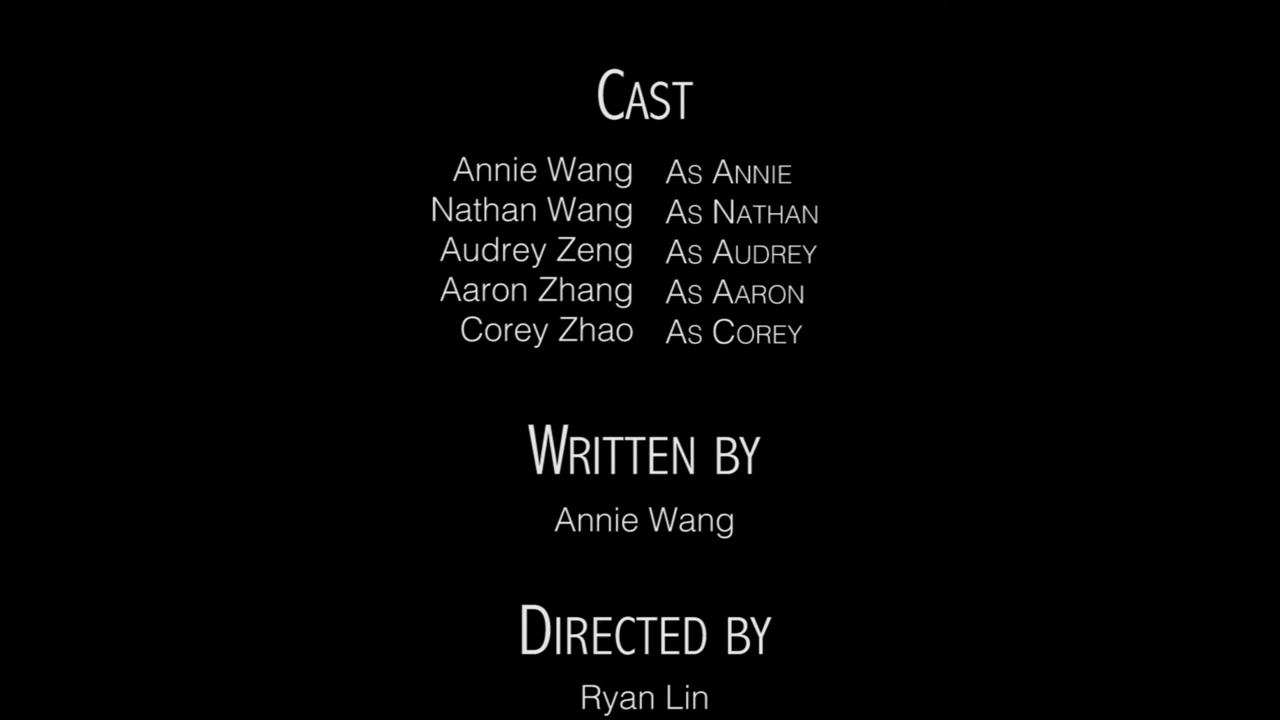 CAST
Annie Wang AS ANNIE
Nathan Wang AS NATHAN
Audrey Zeng AS AUDREY
Aaron Zhang AS AARON
Corey Zhao AS COREY
WRITTEN BY
Annie Wang
DIRECTED BY
Ryan Lin